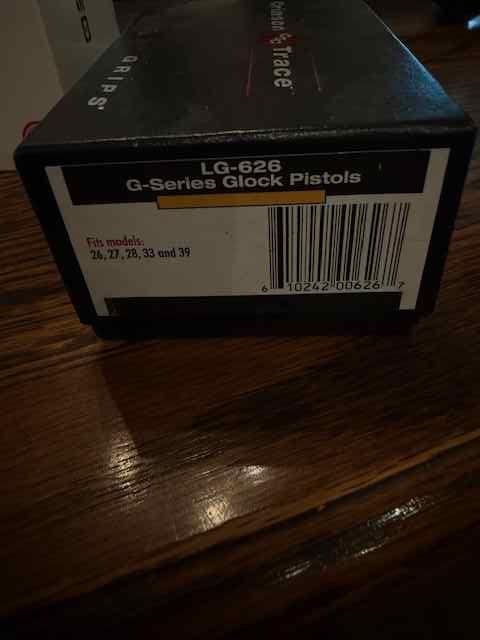 Crimson Trace
GRIPS
LG-626
G-Series Glock Pistols
Fits models:
26, 27, 28, 33 and 39
6 10242 00626 7